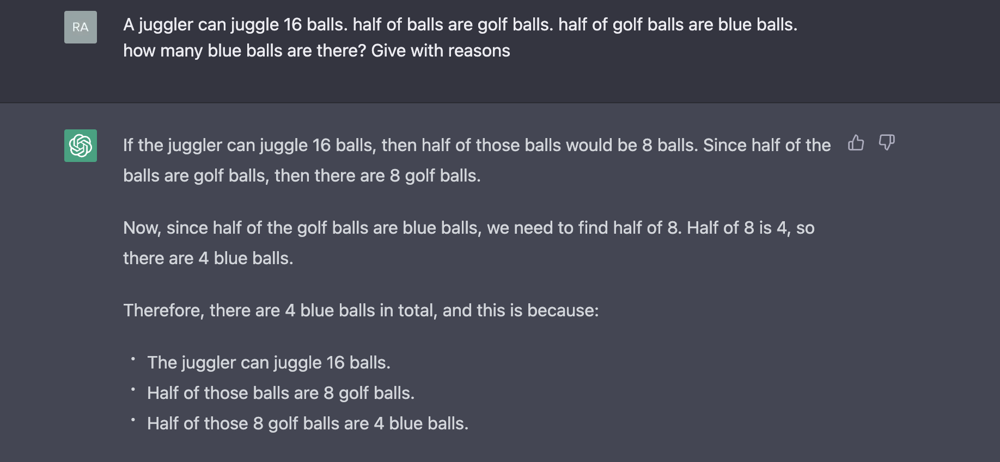 RA
A juggler can juggle 16 balls. half of balls are golf balls. half of golf balls are blue balls.
how many blue balls are there? Give with reasons
If the juggler can juggle 16 balls, then half of those balls would be 8 balls. Since half of the
balls are golf balls, then there are 8 golf balls.
Now, since half of the golf balls are blue balls, we need to find half of 8. Half of 8 is 4, so
there are 4 blue balls.
Therefore, there are 4 blue balls in total, and this is because:
• The juggler can juggle 16 balls.
• Half of those balls are 8 golf balls.
• Half of those 8 golf balls are 4 blue balls.